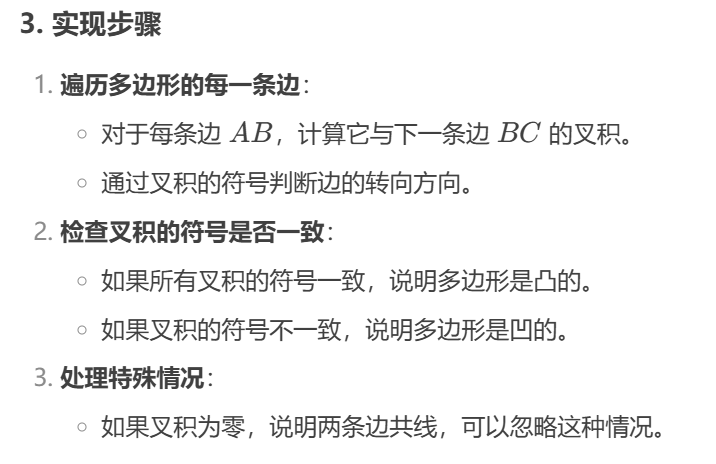 3. 实现步骤
1. 遍历多边形的每一条边：
对于每条边 AB，计算它与下一条边 BC 的叉积。
通过叉积的符号判断边的转向方向。
2. 检查叉积的符号是否一致：
如果所有叉积的符号一致，说明多边形是凸的。
如果叉积的符号不一致，说明多边形是凹的。
3. 处理特殊情况：
如果叉积为零，说明两条边共线，可以忽略这种情况。